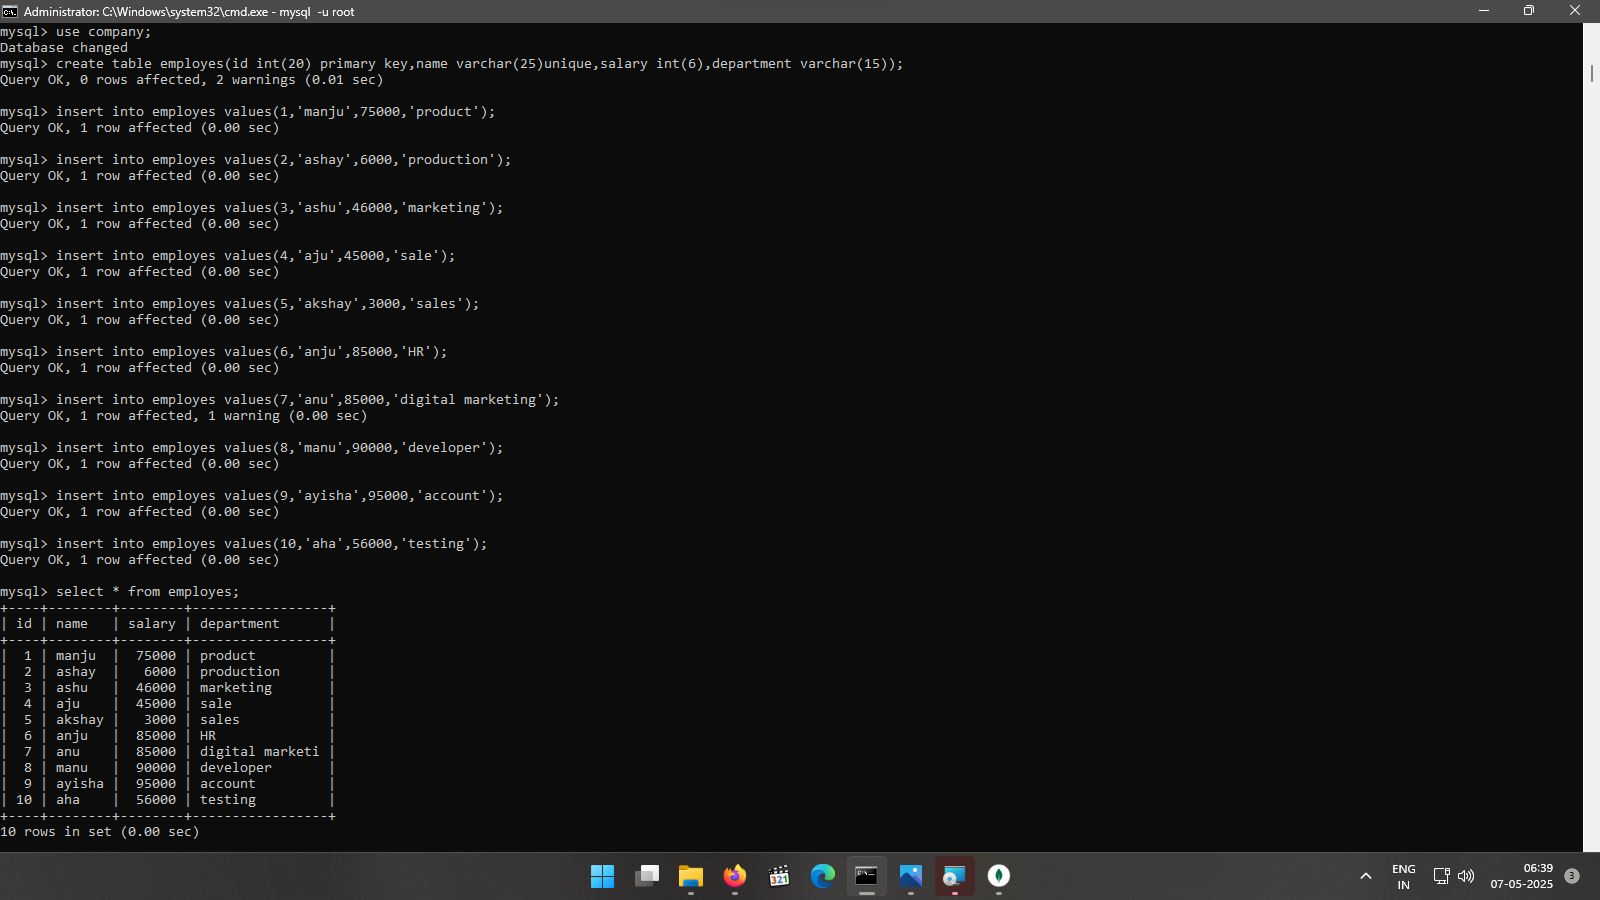 Administrator: C:\Windows\system32\cmd.exe - mysql  -u root
mysql> use company;
Database changed
mysql> create table employes(id int(20) primary key,name varchar(25)unique,salary int(6),department varchar(15));
Query OK, 0 rows affected, 2 warnings (0.01 sec)
mysql> insert into employes values(1,'manju',75000,'product');
Query OK, 1 row affected (0.00 sec)
mysql> insert into employes values(2,'ashay',6000,'production');
Query OK, 1 row affected (0.00 sec)
mysql> insert into employes values(3,'ashu',46000,'marketing');
Query OK, 1 row affected (0.00 sec)
mysql> insert into employes values(4,'aju',45000,'sale');
Query OK, 1 row affected (0.00 sec)
mysql> insert into employes values(5,'akshay',3000,'sales');
Query OK, 1 row affected (0.00 sec)
mysql> insert into employes values(6,'anju',85000,'HR');
Query OK, 1 row affected (0.00 sec)
mysql> insert into employes values(7,'anu',85000,'digital marketing');
Query OK, 1 row affected, 1 warning (0.00 sec)
mysql> insert into employes values(8,'manu',90000,'developer');
Query OK, 1 row affected (0.00 sec)
mysql> insert into employes values(9,'ayisha',95000,'account');
Query OK, 1 row affected (0.00 sec)
mysql> insert into employes values(10,'aha',56000,'testing');
Query OK, 1 row affected (0.00 sec)
mysql> select * from employes;
+----+--------+--------+-----------------+
| id | name   | salary | department      |
+----+--------+--------+-----------------+
|  1 | manju  |  75000 | product         |
|  2 | ashay  |   6000 | production      |
|  3 | ashu   |  46000 | marketing       |
|  4 | aju    |  45000 | sale            |
|  5 | akshay |   3000 | sales           |
|  6 | anju   |  85000 | HR              |
|  7 | anu    |  85000 | digital marketi |
|  8 | manu   |  90000 | developer       |
|  9 | ayisha |  95000 | account         |
| 10 | aha    |  56000 | testing         |
+----+--------+--------+-----------------+
10 rows in set (0.00 sec)
321
ENG
IN
06:39
07-05-2025
3